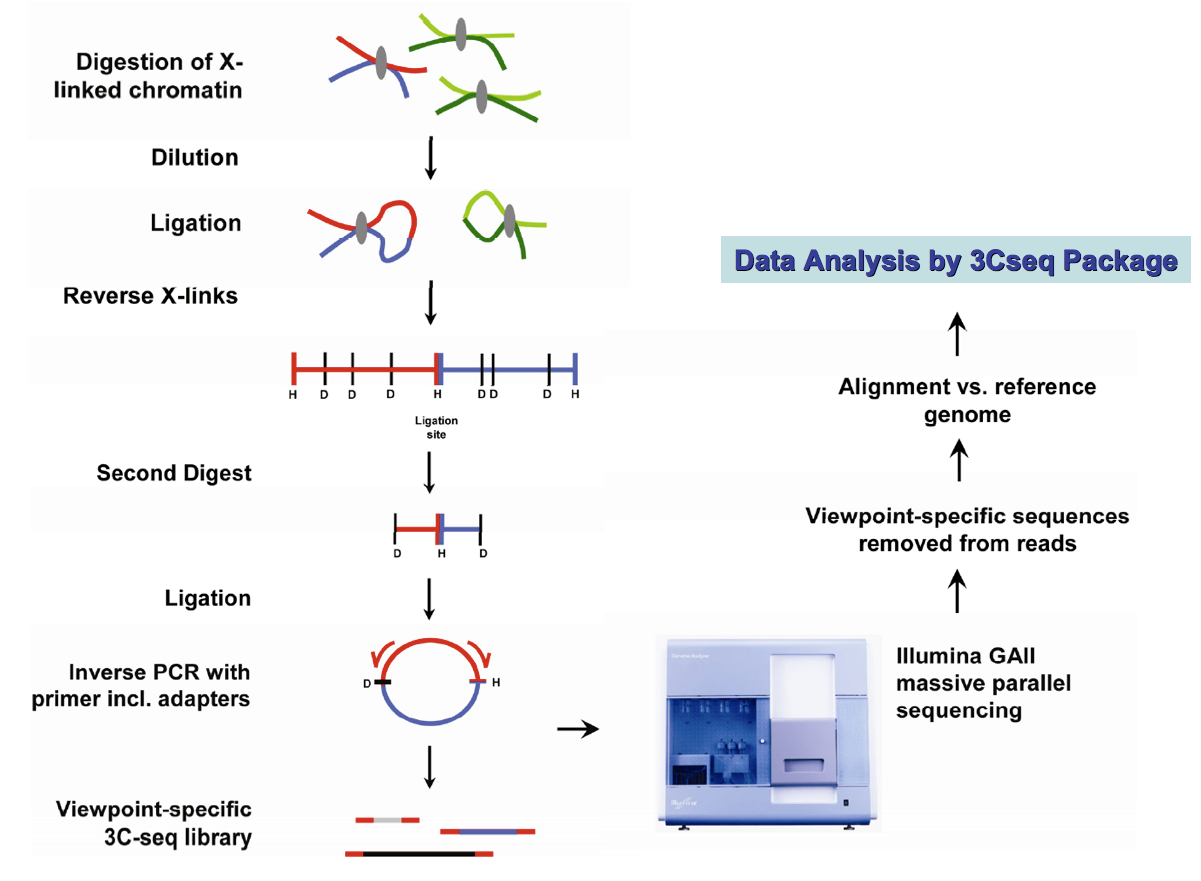 Digestion of X-
linked chromatin
Dilution
Ligation
Reverse X-links
H D D D H D D D H
Ligation
site
Second Digest
D H D
Ligation
Inverse PCR with
primer incl. adapters
D H
Viewpoint-specific
3C-seq library
Illumina GAII
massive parallel
sequencing
Viewpoint-specific sequences
removed from reads
Alignment vs. reference
genome
Data Analysis by 3Cseq Package